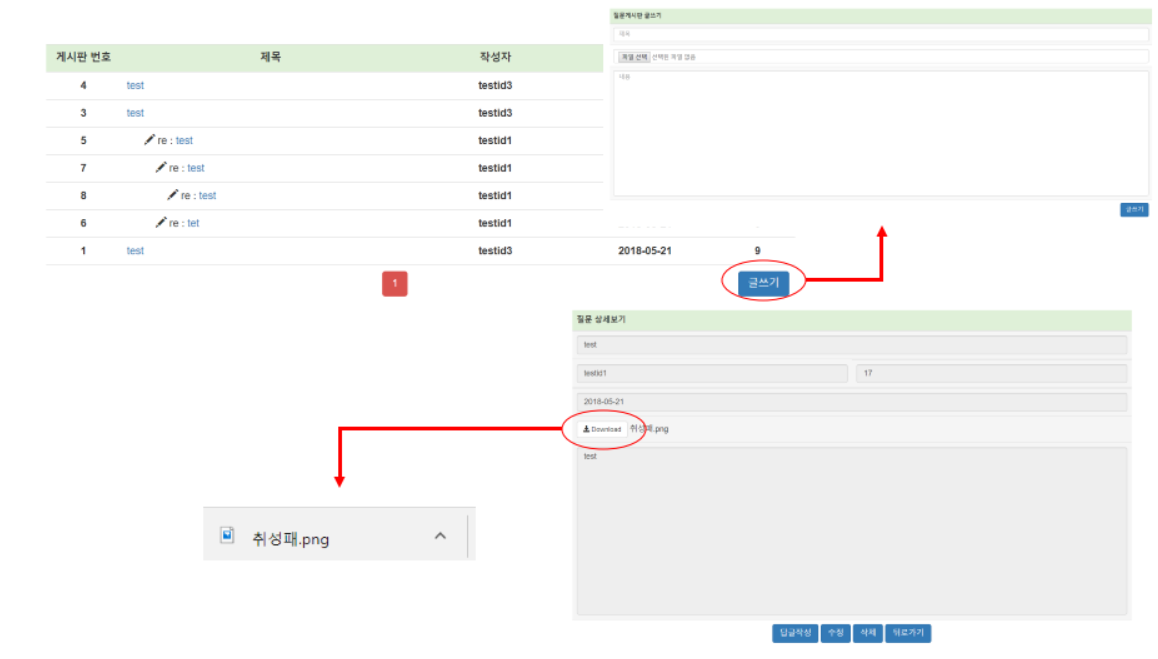 질문게시판 글쓰기
제목
파일 선택 선택된 파일 없음
내용
글쓰기
게시판 번호 제목 작성자
4 test testid3
3 test testid3
5 re : test testid1
7 re : test testid1
8 re : test testid1
6 re : tet testid1
1 test testid3 2018-05-21 9
1
글쓰기
질문 상세보기
test
testid1 17
2018-05-21
Download 취성패.png
test
답글작성 수정 삭제 뒤로가기
취성패.png